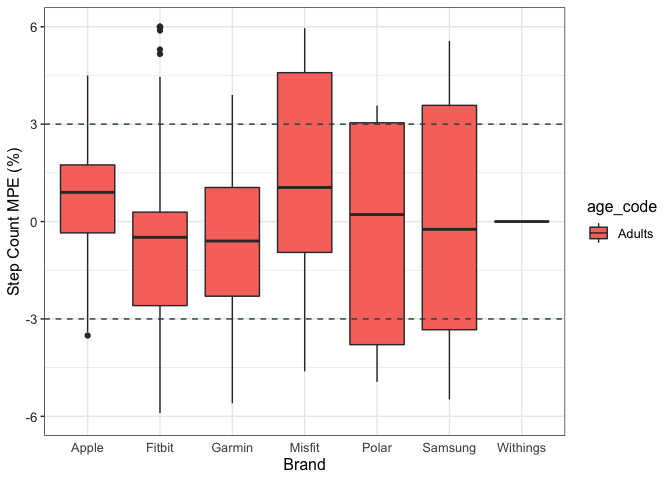 Step Count MPE (%)
6
3
0
-3
-6
Apple Fitbit Garmin Misfit Polar Samsung Withings
Brand
age_code
Adults